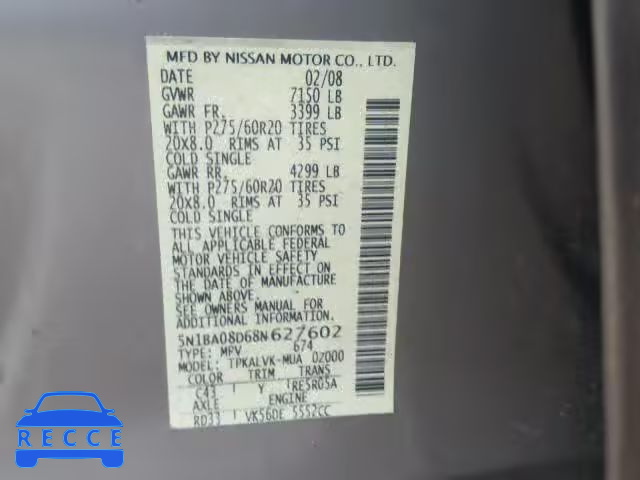 MFD BY NISSAN MOTOR CO., LTD.
DATE 02/08
GVWR 7150 LB
GAWR FR. 3399 LB
WITH P275/60R20 TIRES
20X8.0 RIMS AT 35 PSI
COLD SINGLE
GAWR RR. 4299 LB
WITH P275/60R20 TIRES
20X8.0 RIMS AT 35 PSI
COLD SINGLE
THIS VEHICLE CONFORMS TO
ALL APPLICABLE FEDERAL
MOTOR VEHICLE SAFETY
STANDARDS IN EFFECT ON
THE DATE OF MANUFACTURE
SHOWN ABOVE.
SEE OWNERS MANUAL FOR
ADDITIONAL INFORMATION.
5N1BA08D68N627602
TYPE: MPV 674
MODEL: TPKALVK-MUA 0Z000
COLOR TRIM TRANS
C43 Y RE5R05A
AXLE ENGINE
RD33 VK56DE 5552CC
RECCE